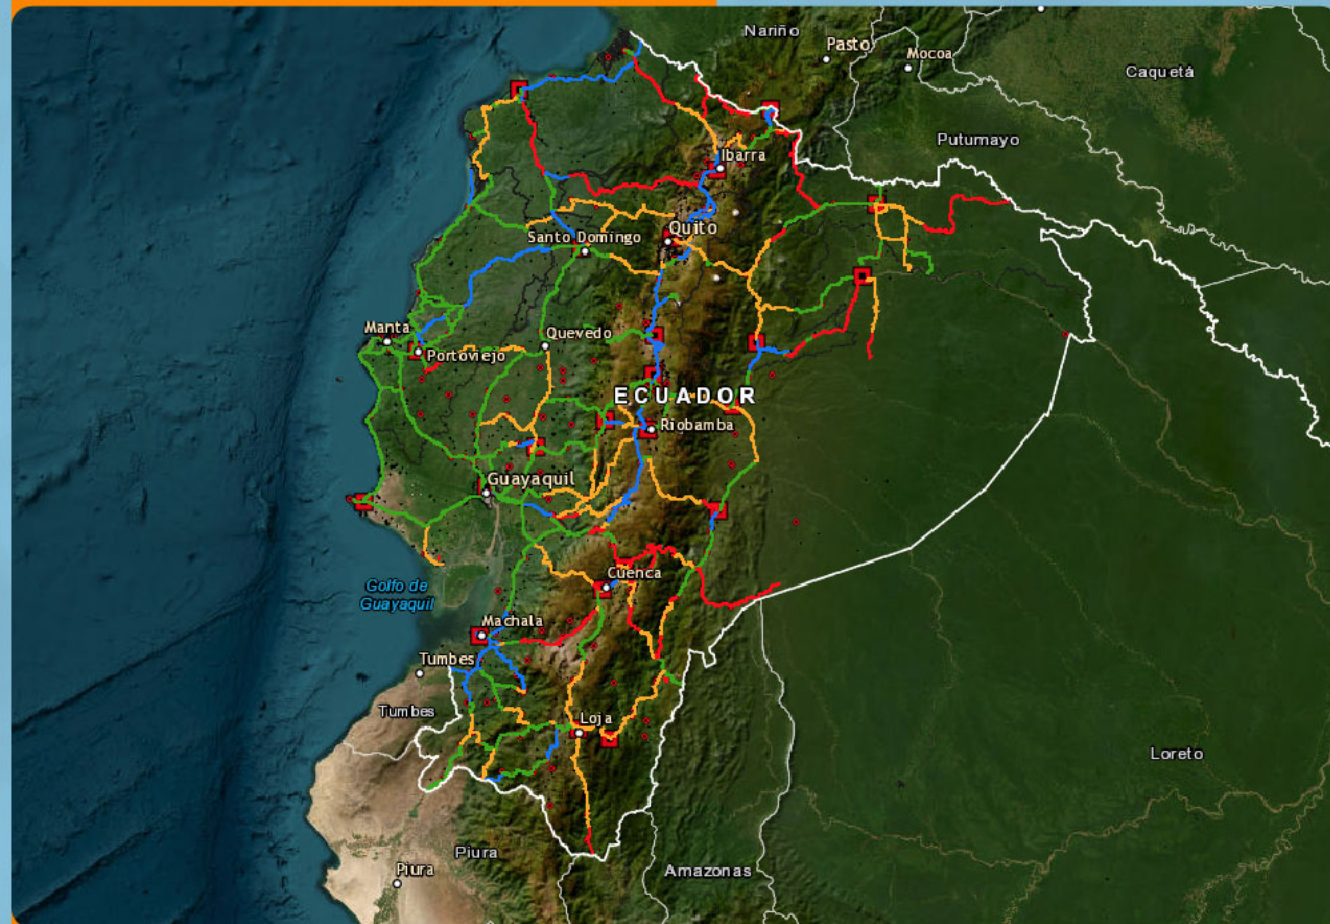 Nariño
Pasto
Mocoa
Caquetá
Putumayo
Ibarra
Quito
Santo Domingo
Manta
Quevedo
Portoviejo
ECUADOR
Riobamba
Guayaquil
Cuenca
Golfo de
Guayaquil
Machala
Tumbes
Tumbes
Loja
Loreto
Piura
Piura
Amazonas